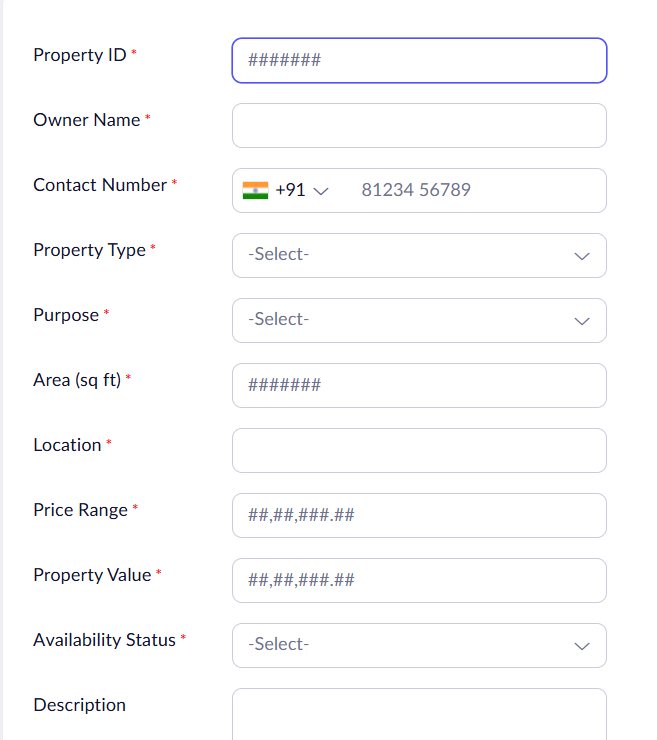 Property ID *
#######
Owner Name *
Contact Number *
+91 81234 56789
Property Type *
-Select-
Purpose *
-Select-
Area (sq ft) *
#######
Location *
Price Range *
##,##,###.##
Property Value *
##,##,###.##
Availability Status *
-Select-
Description